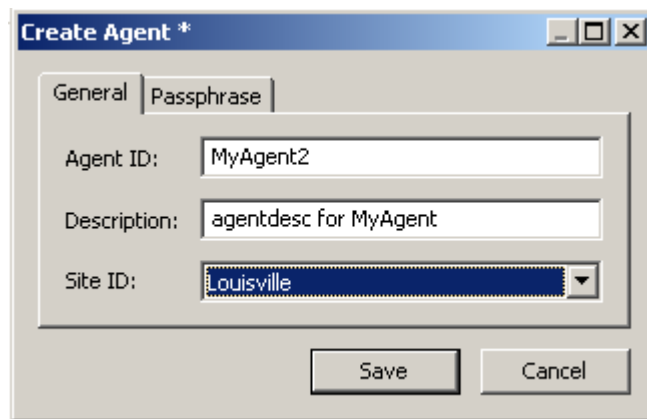 Create Agent *
General Passphrase
Agent ID: MyAgent2
Description: agentdesc for MyAgent
Site ID: Louisville
Save Cancel